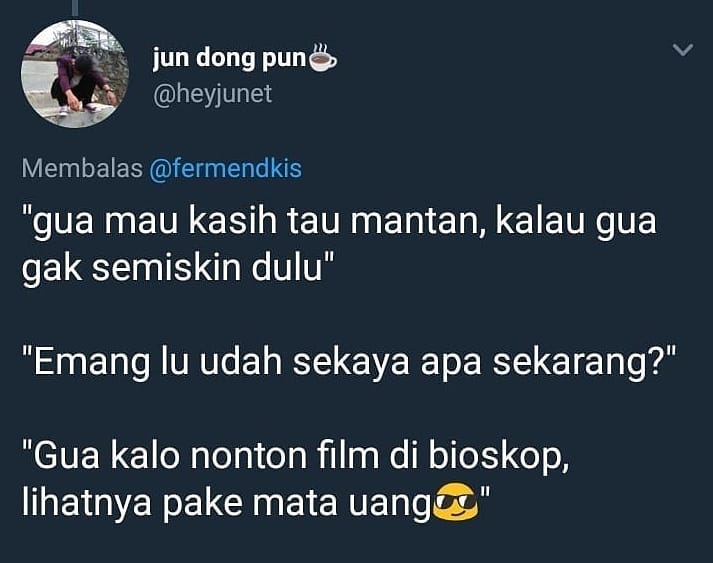 jun dong pun☕
@heyjunet
Membalas @fermendkis
"gua mau kasih tau mantan, kalau gua
gak semiskin dulu"
"Emang lu udah sekaya apa sekarang?"
"Gua kalo nonton film di bioskop,
lihatnya pake mata uang😎"